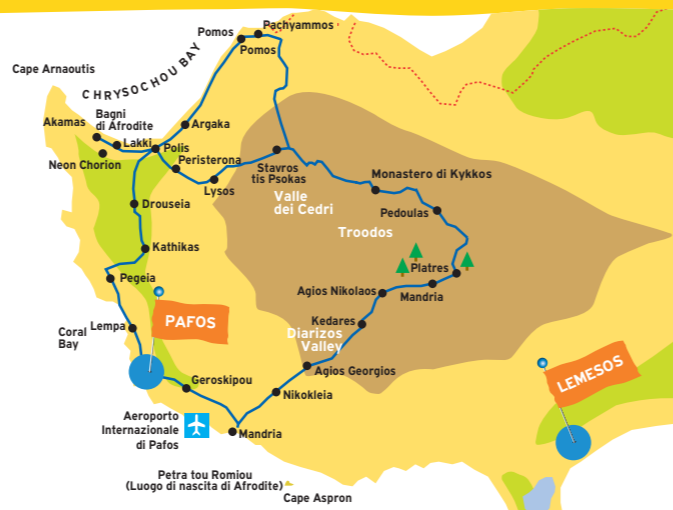 Pachyammos
Pomos
Pomos
Cape Arnaoutis
CHRYSOCHOU BAY
Bagni
di Afrodite
Akamas
Argaka
Lakki
Polis
Neon Chorion
Peristerona
Lysos
Stavros
tis Psokas
Monastero di Kykkos
Valle
dei Cedri
Pedoulas
Drouseia
Troodos
Kathikas
Platres
Pegeia
Agios Nikolaos
Mandria
PAFOS
Kedares
Coral
Bay
Lempa
Diarizos
Valley
LEMESOS
Agios Georgios
Geroskipou
Nikokleia
Aeroporto
Internazionale
di Pafos
Mandria
Petra tou Romiou
(Luogo di nascita di Afrodite)
Cape Aspron